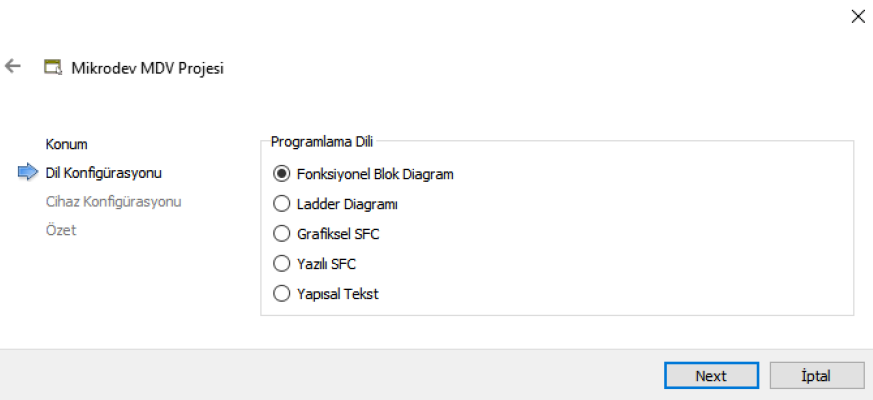 Mikrodev MDV Projesi
Konum
Dil Konfigürasyonu
Cihaz Konfigürasyonu
Özet
Programlama Dili
Fonksiyonel Blok Diagram
Ladder Diagramı
Grafiksel SFC
Yazılı SFC
Yapısal Tekst
Next
İptal